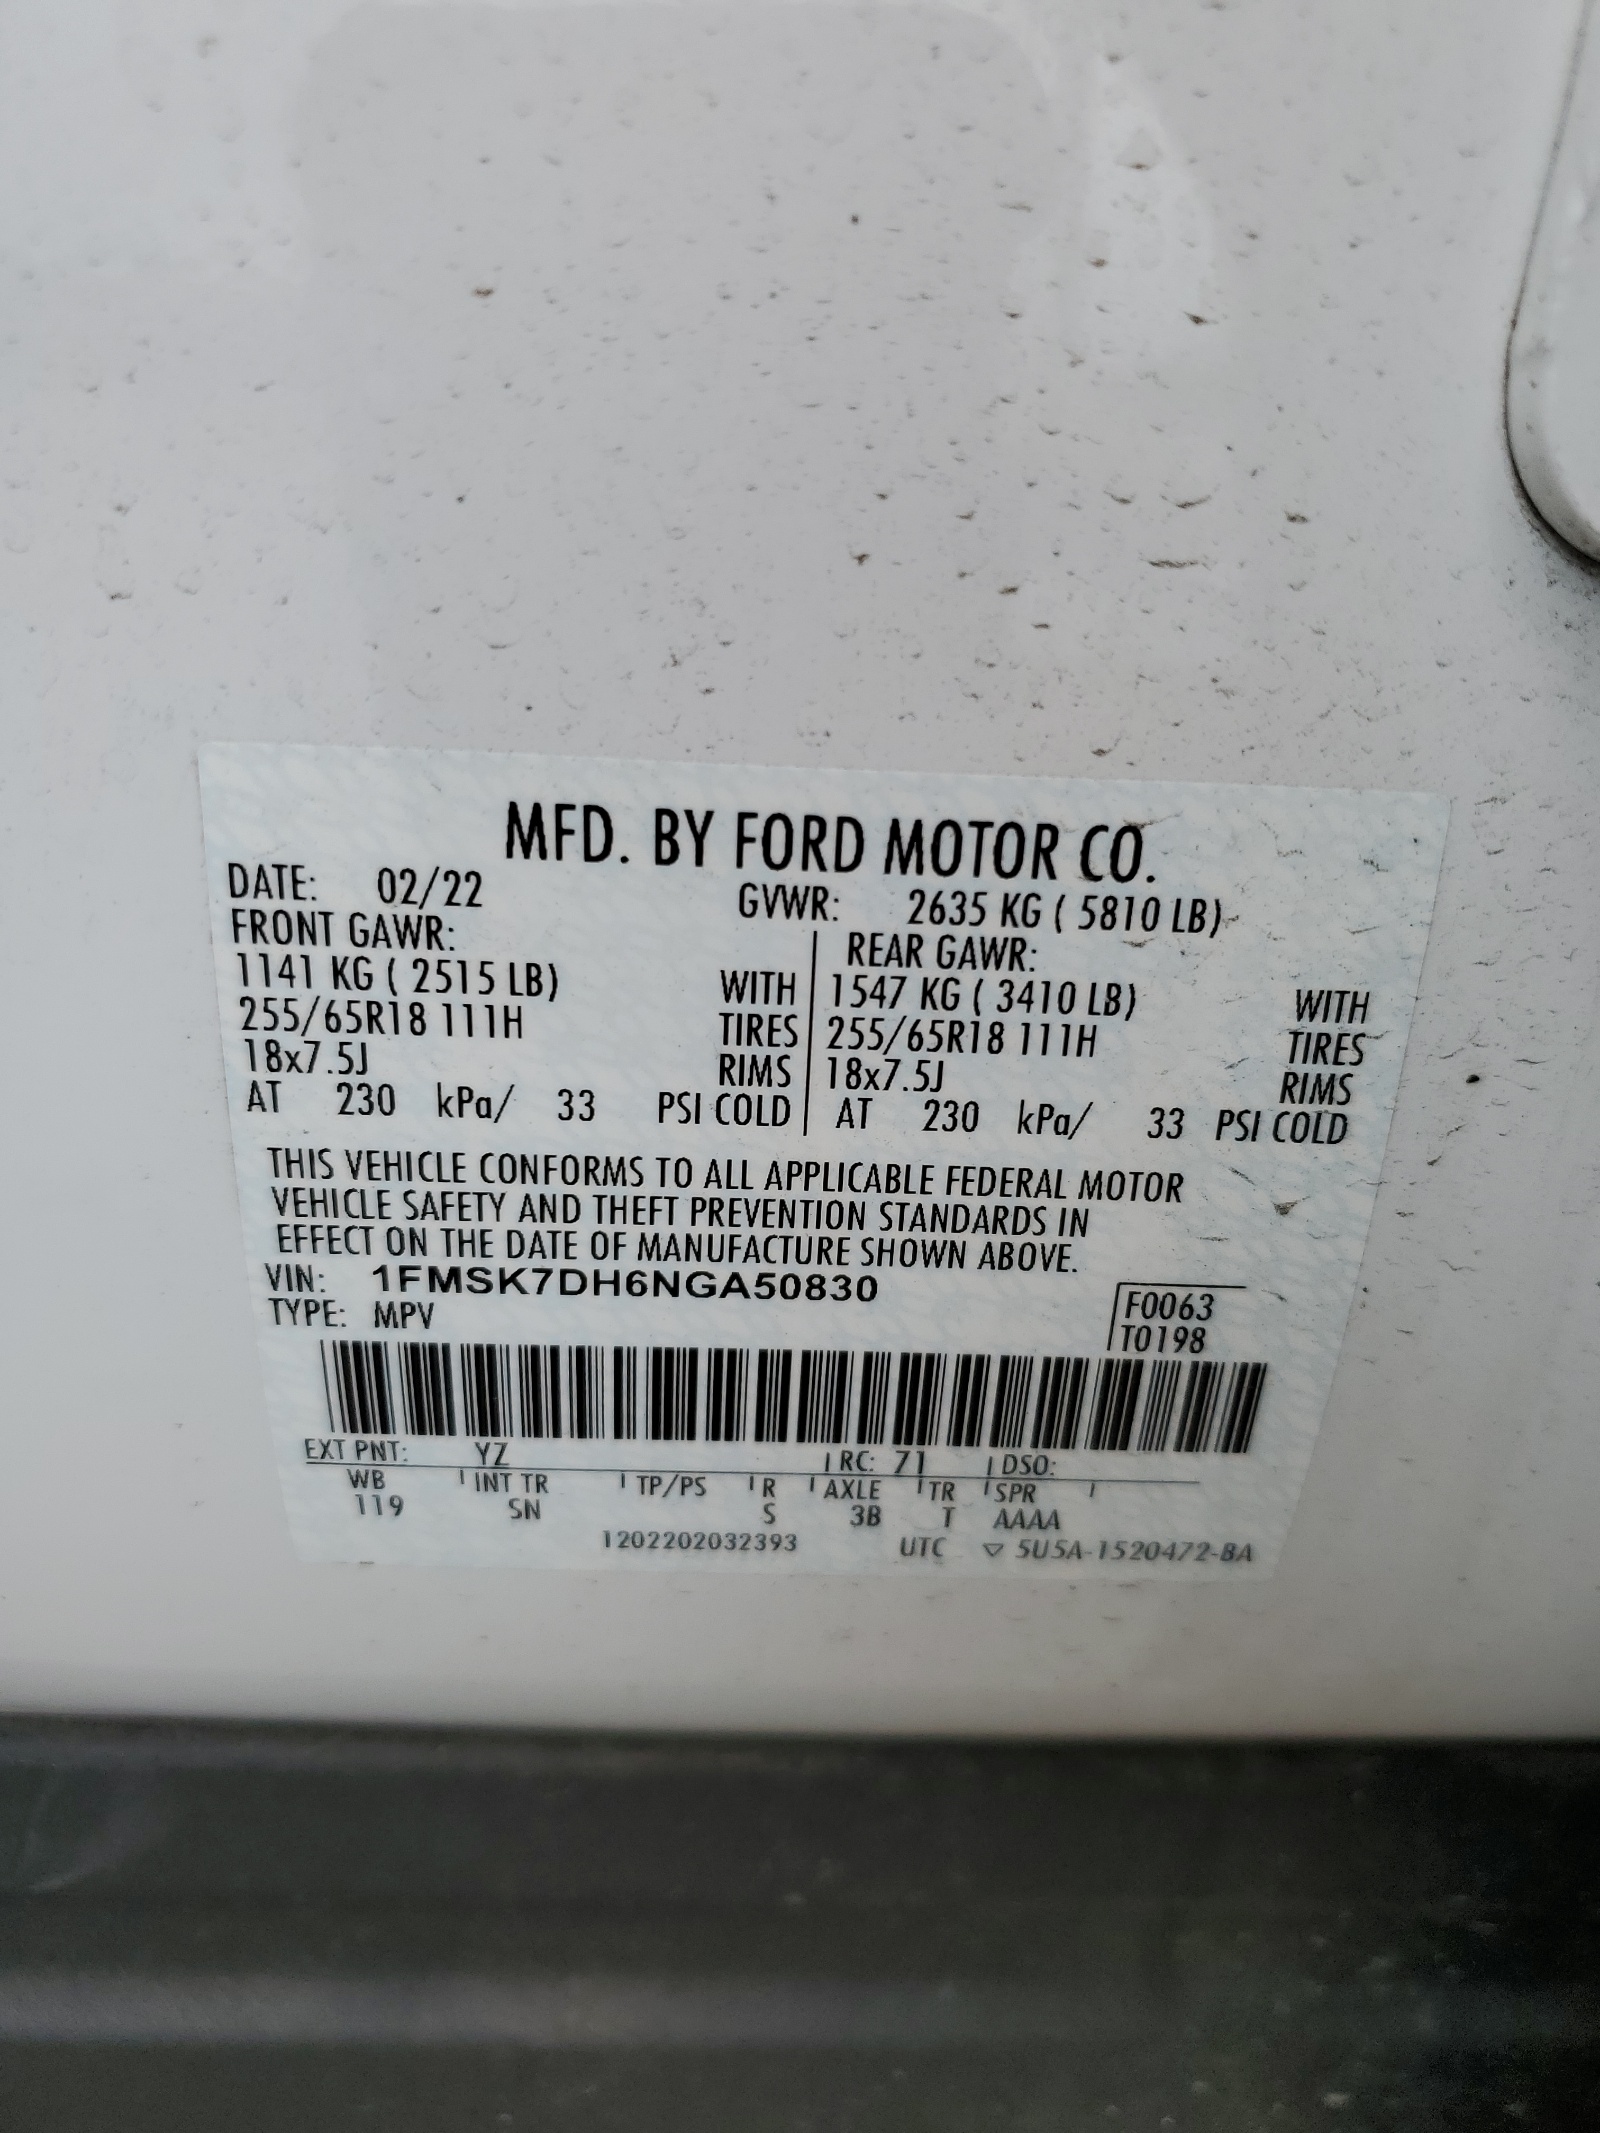 MFD. BY FORD MOTOR CO.
DATE: 02/22 GVWR: 2635 KG ( 5810 LB)
FRONT GAWR: REAR GAWR:
1141 KG ( 2515 LB) WITH 1547 KG ( 3410 LB) WITH
255/65R18 111H TIRES 255/65R18 111H TIRES
18x7.5J RIMS 18x7.5J RIMS
AT 230 kPa/ 33 PSI COLD AT 230 kPa/ 33 PSI COLD
THIS VEHICLE CONFORMS TO ALL APPLICABLE FEDERAL MOTOR
VEHICLE SAFETY AND THEFT PREVENTION STANDARDS IN
EFFECT ON THE DATE OF MANUFACTURE SHOWN ABOVE.
VIN: 1FMSK7DH6NGA50830
TYPE: MPV
F0063
T0198
EXT PNT: YZ RC: 71 DSO:
WB INT TR TP/PS R AXLE TR SPR
119 SN S 3B T AAAA
1202202032393 UTC ▽ 5U5A-1520472-BA